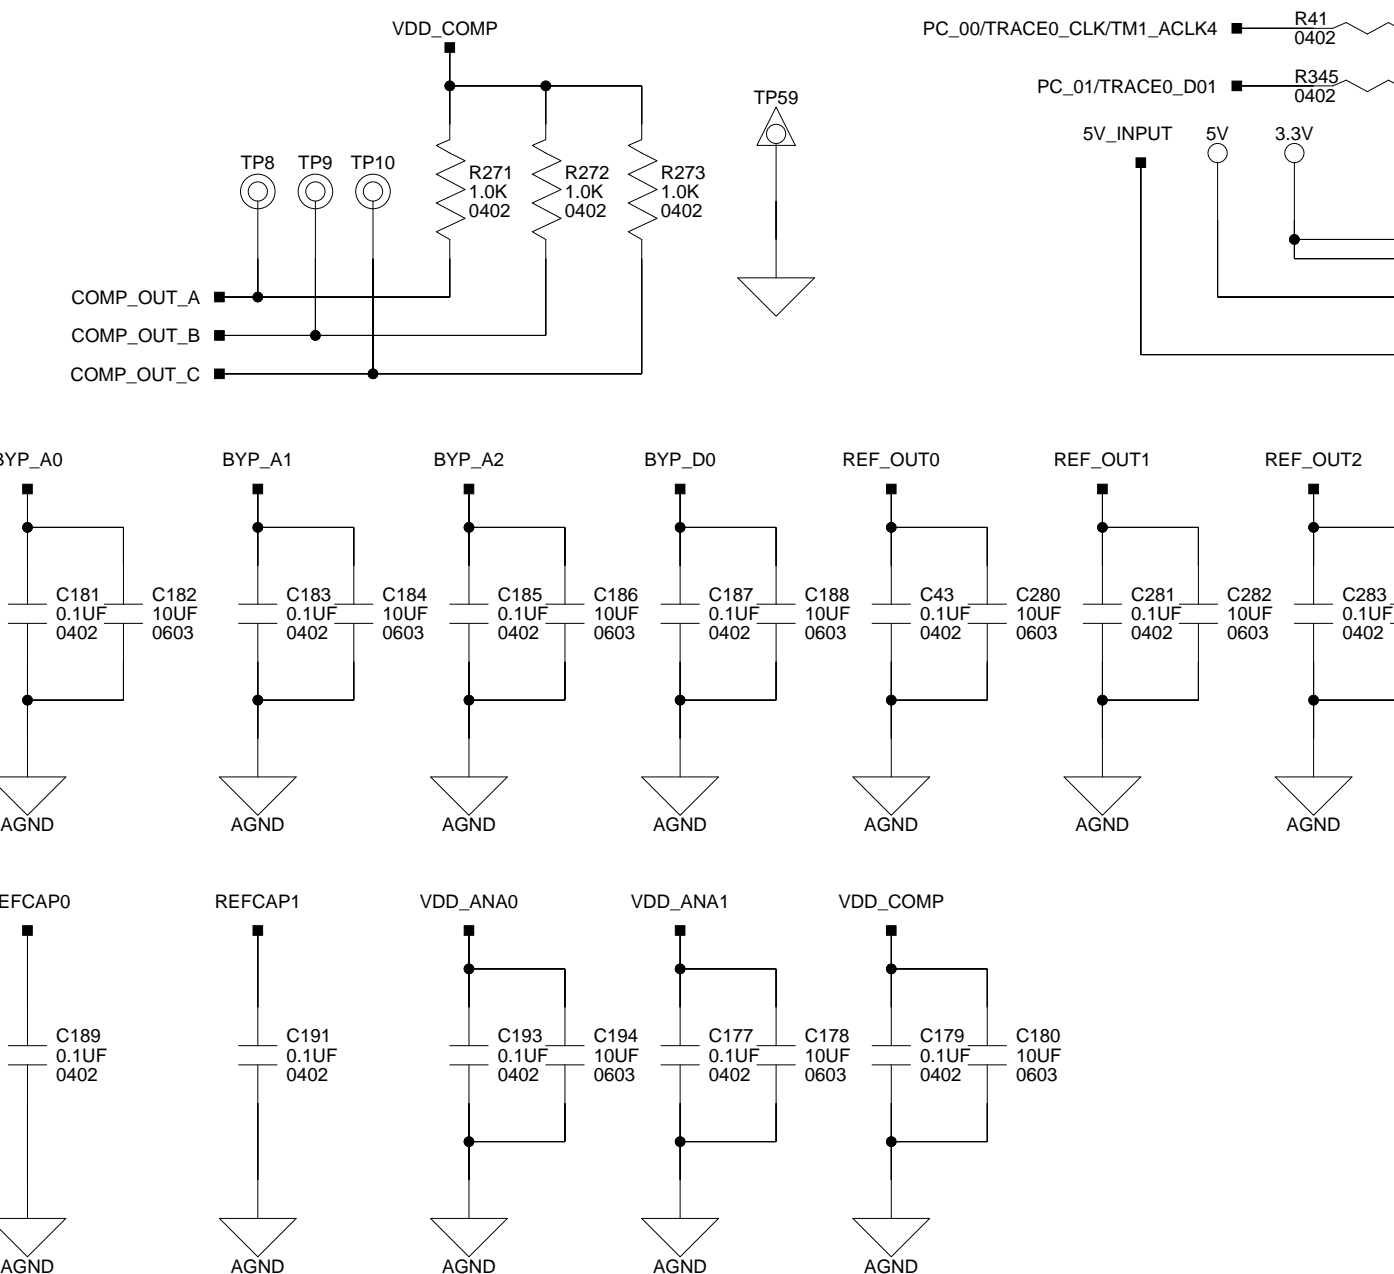 VDD_COMP
PC_00/TRACE0_CLK/TM1_ACLK4
R41
0402
PC_01/TRACE0_D01
R345
0402
TP59
5V_INPUT
5V
3.3V
TP8
TP9
TP10
R271
1.0K
0402
R272
1.0K
0402
R273
1.0K
0402
COMP_OUT_A
COMP_OUT_B
COMP_OUT_C
BYP_A0
BYP_A1
BYP_A2
BYP_D0
REF_OUT0
REF_OUT1
REF_OUT2
C181
0.1UF
0402
C182
10UF
0603
C183
0.1UF
0402
C184
10UF
0603
C185
0.1UF
0402
C186
10UF
0603
C187
0.1UF
0402
C188
10UF
0603
C43
0.1UF
0402
C280
10UF
0603
C281
0.1UF
0402
C282
10UF
0603
C283
0.1UF
0402
AGND
AGND
AGND
AGND
AGND
AGND
AGND
EFCAP0
REFCAP1
VDD_ANA0
VDD_ANA1
VDD_COMP
C189
0.1UF
0402
C191
0.1UF
0402
C193
0.1UF
0402
C194
10UF
0603
C177
0.1UF
0402
C178
10UF
0603
C179
0.1UF
0402
C180
10UF
0603
AGND
AGND
AGND
AGND
AGND